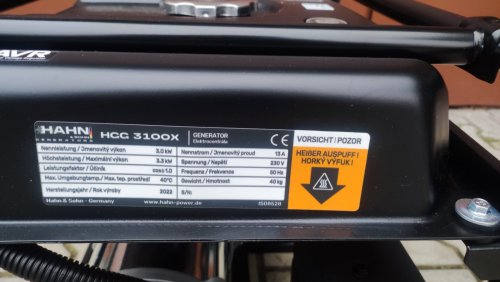 AVR
HAHN
& SOHN
GENERATORS
HGG 3100X
GENERATOR
Elektrocentrála
CE
Nennleistung / Jmenovitý výkon 3.0 kW
Nennstrom / Jmenovitý proud 13 A
Höchstleistung / Maximální výkon 3.3 kW
Spannung / Napětí 230 V
Leistungsfaktor / Účiník cosφ 1.0
Frequenz / Frekvence 50 Hz
Max. Umgebungstemp./ Max. tep. prostředí 40°C
Gewicht / Hmotnost 40 kg
Herstellungsjahr / Rok výroby 2022
S/N:
Hahn & Sohn - Germany
www.hahn-power.de
ISO8528
VORSICHT! | POZOR
HEIßER AUSPUFF!
HORKÝ VÝFUK!